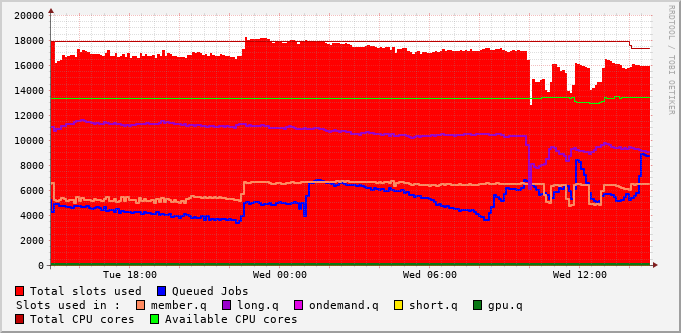 20000
18000
16000
14000
12000
10000
8000
6000
4000
2000
0
Tue 18:00 Wed 00:00 Wed 06:00 Wed 12:00
RRDTOOL / TOBI OETIKER
Total slots used Queued Jobs
Slots used in : member.q long.q ondemand.q short.q gpu.q
Total CPU cores Available CPU cores